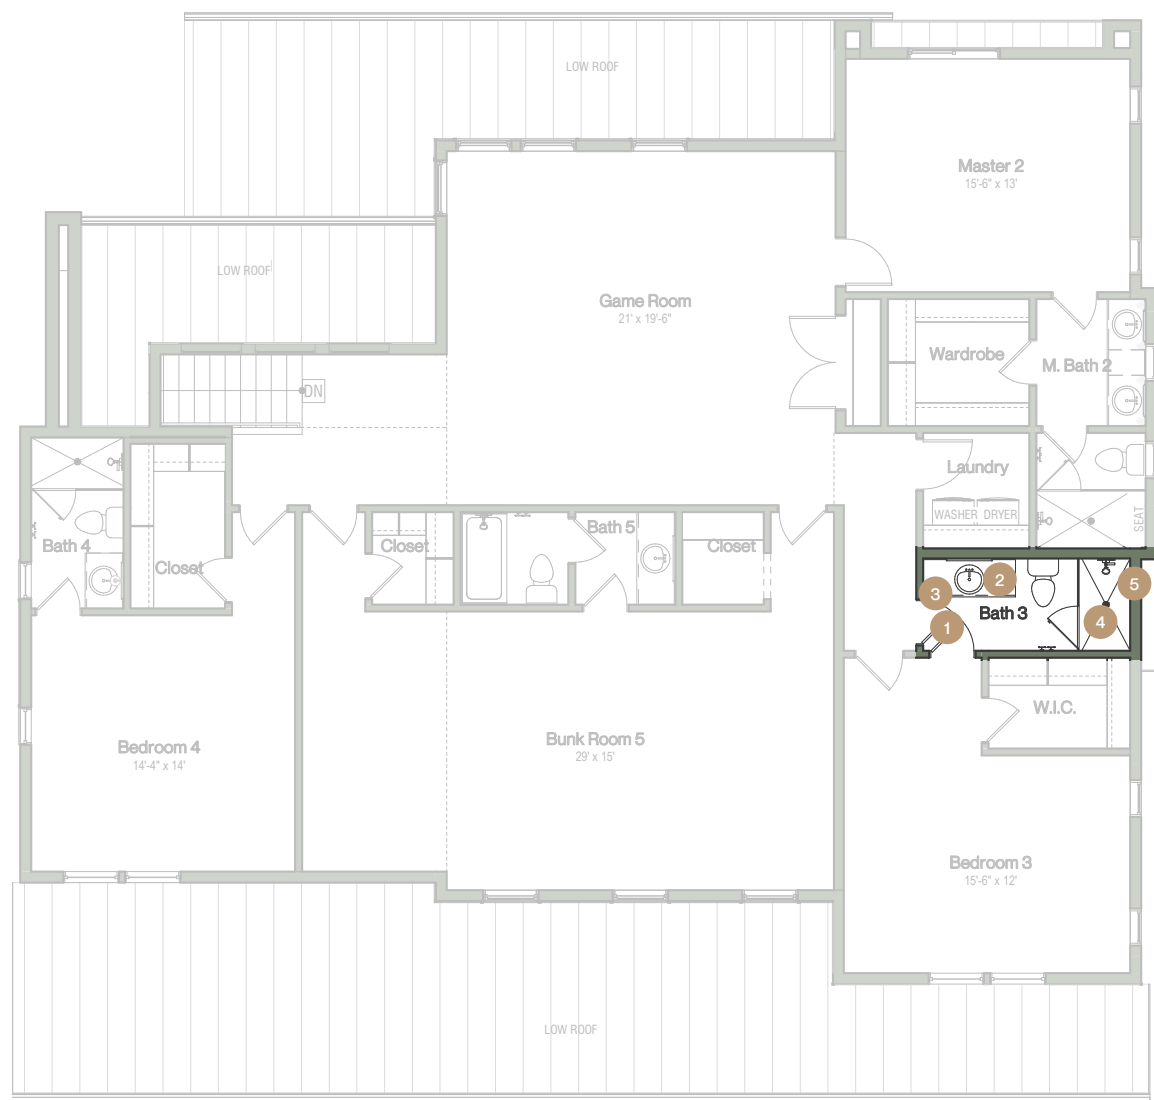 LOW ROOF
Master 2
15'-6" x 13'
LOW ROOF
Game Room
21' x 19'-6"
Wardrobe
M. Bath 2
DN
Laundry
WASHER
DRYER
SEAT
Bath 4
Closet
Closet
Bath 5
Closet
2
5
3
Bath 3
4
1
W.I.C.
Bedroom 4
14'-4" x 14'
Bunk Room 5
29' x 15'
Bedroom 3
15'-6" x 12'
LOW ROOF